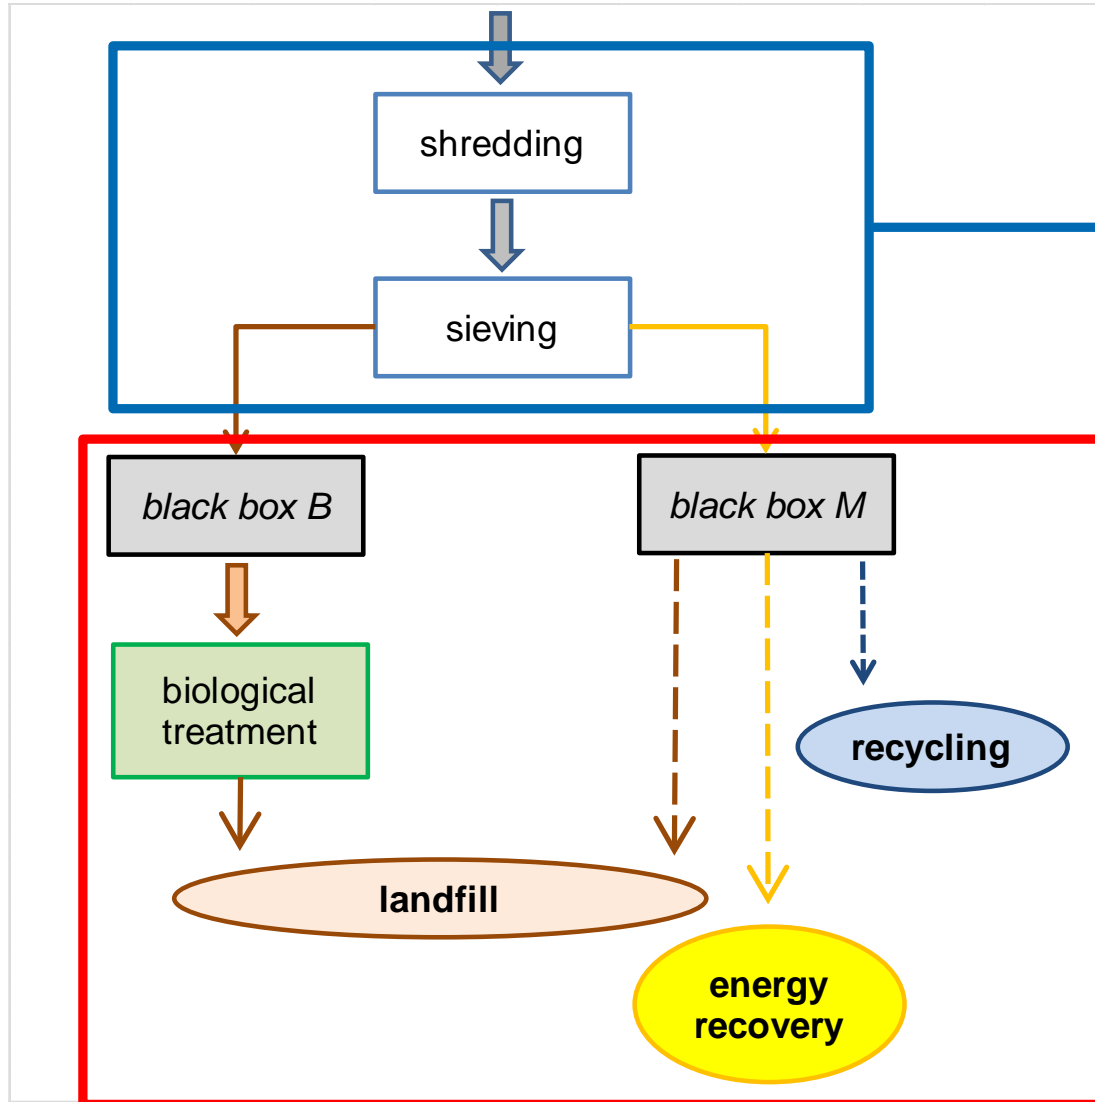 shredding
sieving
black box B
black box M
biological
treatment
recycling
landfill
energy
recovery